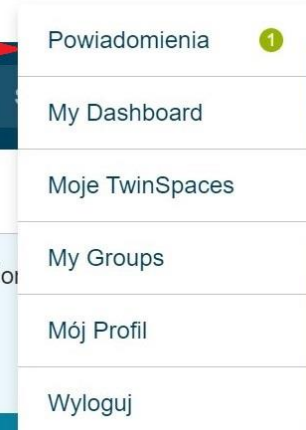 Powiadomienia 1
My Dashboard
Moje TwinSpaces
My Groups
Mój Profil
Wyloguj